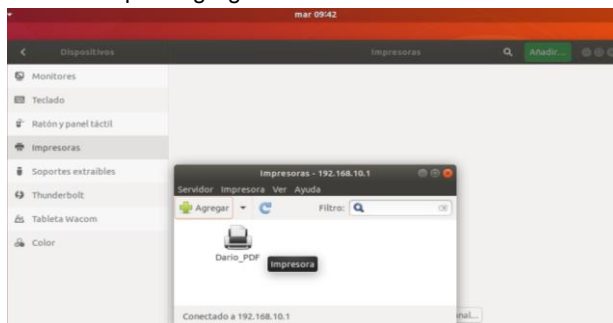 mar 09:42
Dispositivos
Impresoras
Añadir...
Monitores
Teclado
Ratón y panel táctil
Impresoras
Soportes extraíbles
Thunderbolt
Tableta Wacom
Color
Impresoras - 192.168.10.1
Servidor Impresora Ver Ayuda
Agregar
Filtro:
Dario_PDF
Impresora
Conectado a 192.168.10.1
nal...